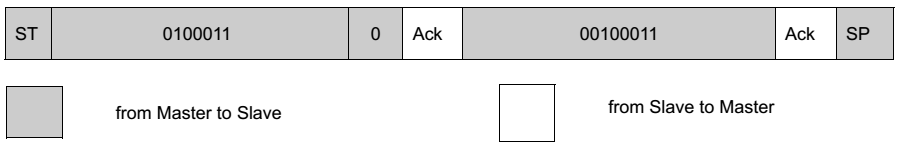 ST 0100011 0 Ack 00100011 Ack SP
from Master to Slave from Slave to Master